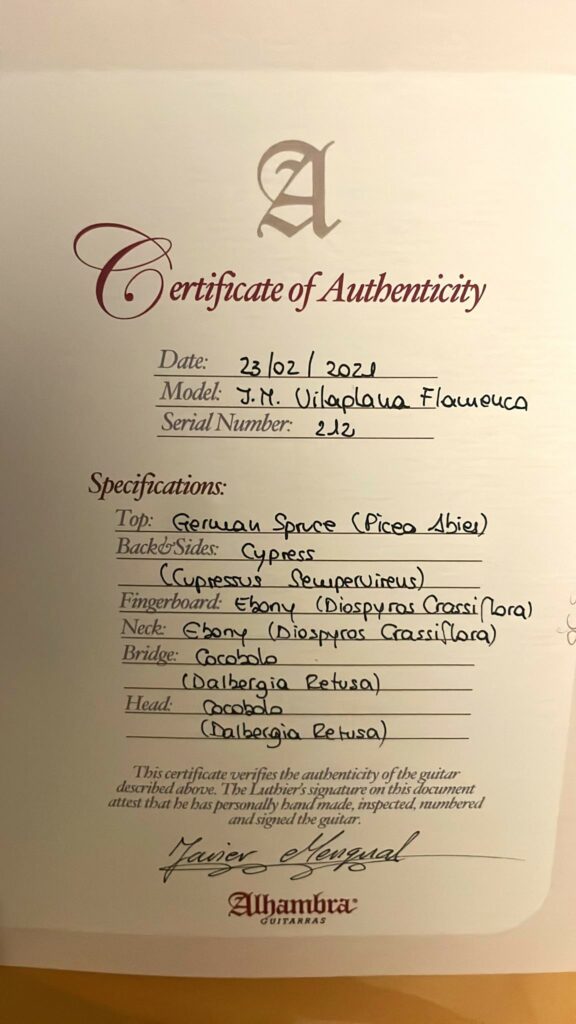 A
Certificate of Authenticity
Date: 23/02/2021
Model: J.M. Vilaplana Flamenca
Serial Number: 212
Specifications:
Top: German Spruce (Picea Abies)
Back&Sides: Cypress
(Cupressus Sempervirens)
Fingerboard: Ebony (Diospyros Crassiflora)
Neck: Ebony (Diospyros Crassiflora)
Bridge: Cocobolo
(Dalbergia Retusa)
Head: Cocobolo
(Dalbergia Retusa)
This certificate verifies the authenticity of the guitar
described above. The Luthier's signature on this document
attest that he has personally hand made, inspected, numbered
and signed the guitar.
Javier Mengual
Alhambra®
GUITARRAS